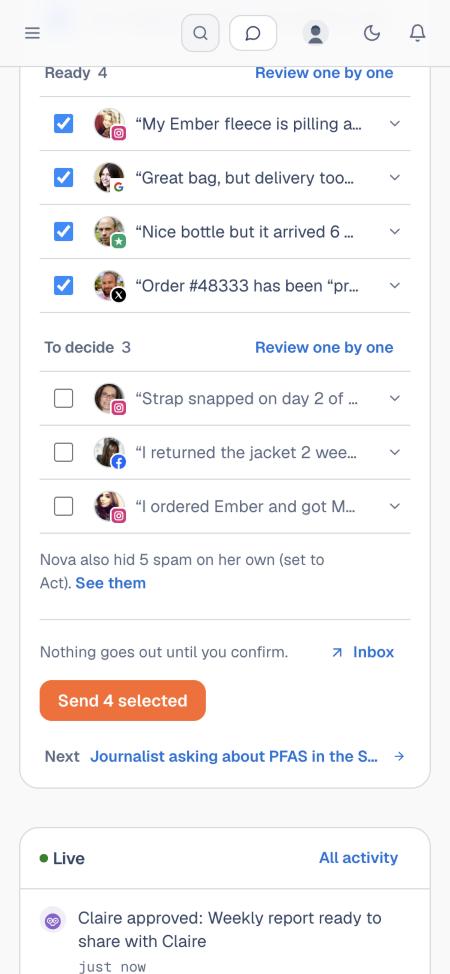 Ready 4 Review one by one
“My Ember fleece is pilling a...
“Great bag, but delivery too...
“Nice bottle but it arrived 6 ...
“Order #48333 has been “pr...
To decide 3 Review one by one
“Strap snapped on day 2 of ...
“I returned the jacket 2 wee...
“I ordered Ember and got M...
Nova also hid 5 spam on her own (set to
Act). See them
Nothing goes out until you confirm. Inbox
Send 4 selected
Next Journalist asking about PFAS in the S...
Live All activity
Claire approved: Weekly report ready to
share with Claire
just now